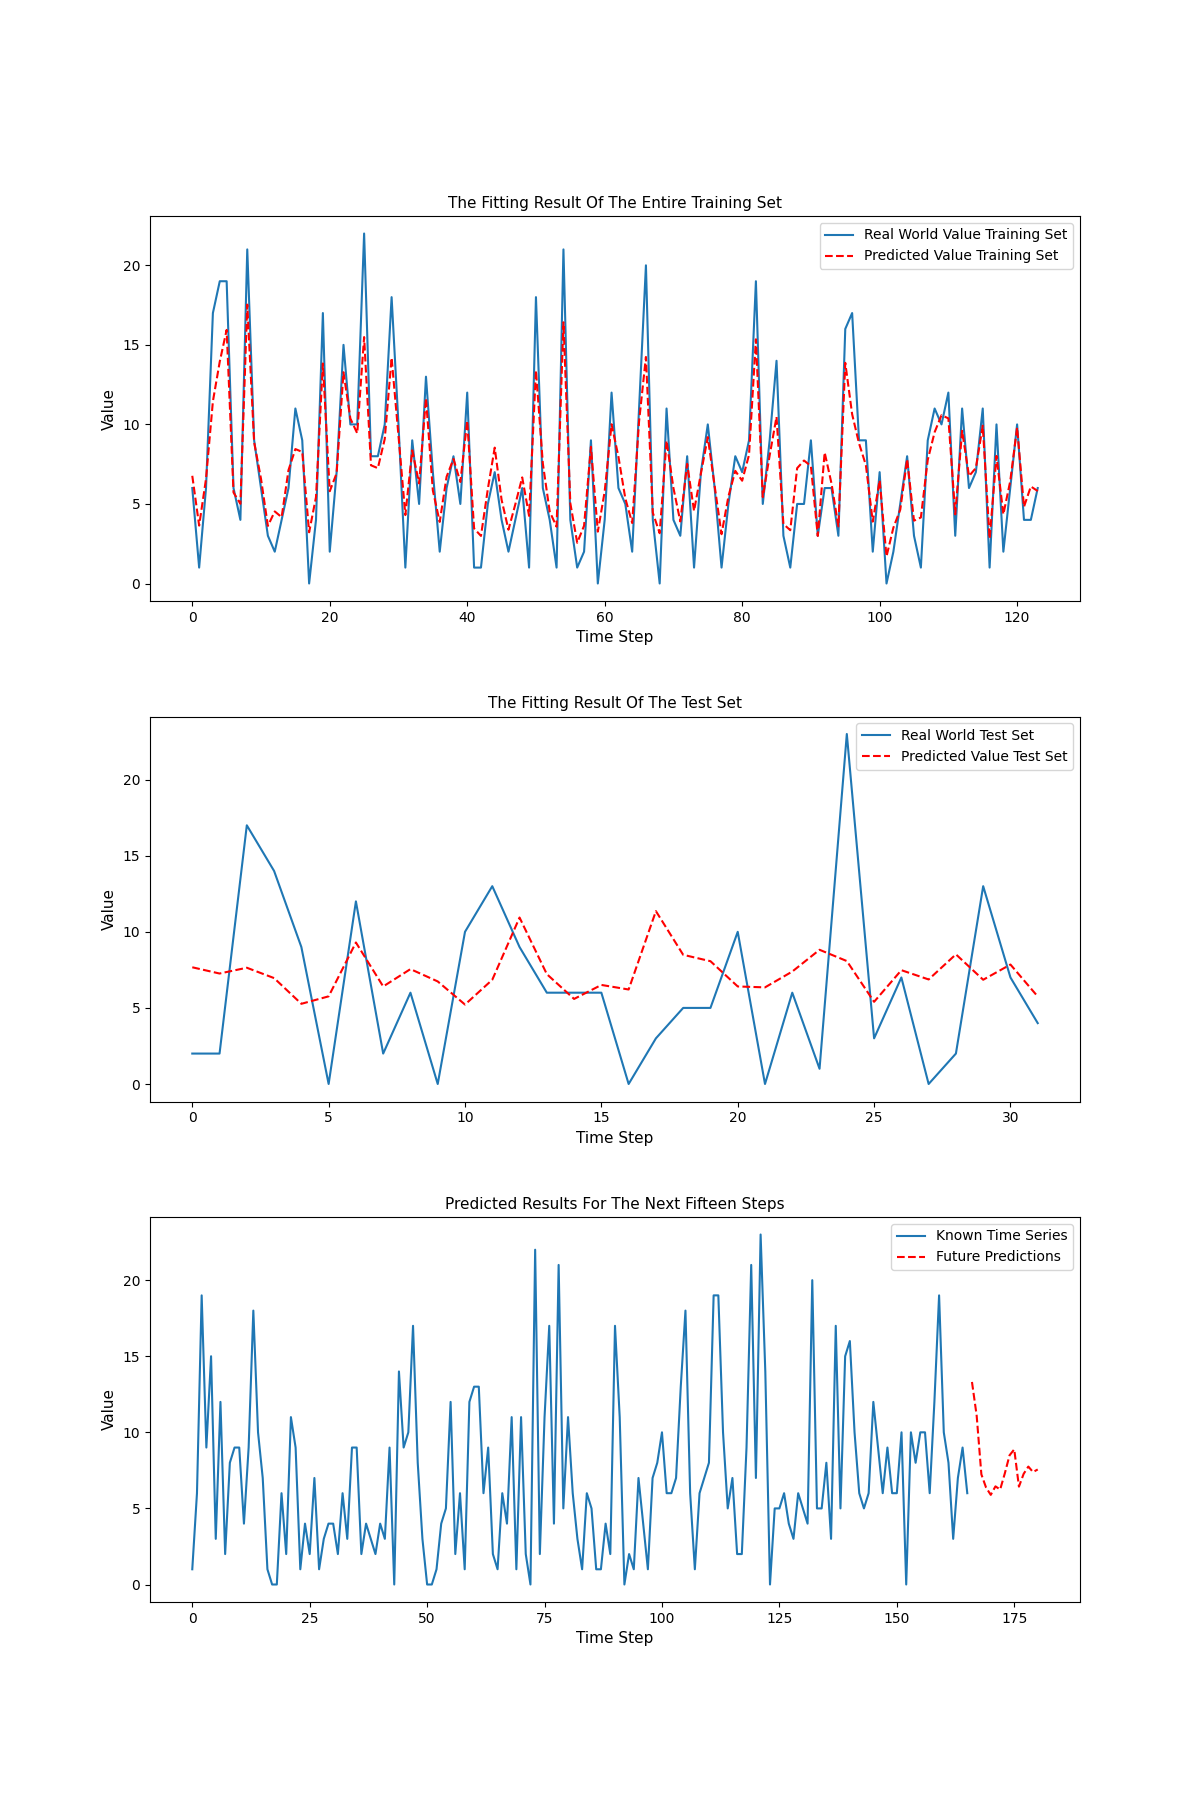 The Fitting Result Of The Entire Training Set
Real World Value Training Set
Predicted Value Training Set
Value
20
15
10
5
0
0 20 40 60 80 100 120
Time Step
The Fitting Result Of The Test Set
Real World Test Set
Predicted Value Test Set
Value
20
15
10
5
0
0 5 10 15 20 25 30
Time Step
Predicted Results For The Next Fifteen Steps
Known Time Series
Future Predictions
Value
20
15
10
5
0
0 25 50 75 100 125 150 175
Time Step